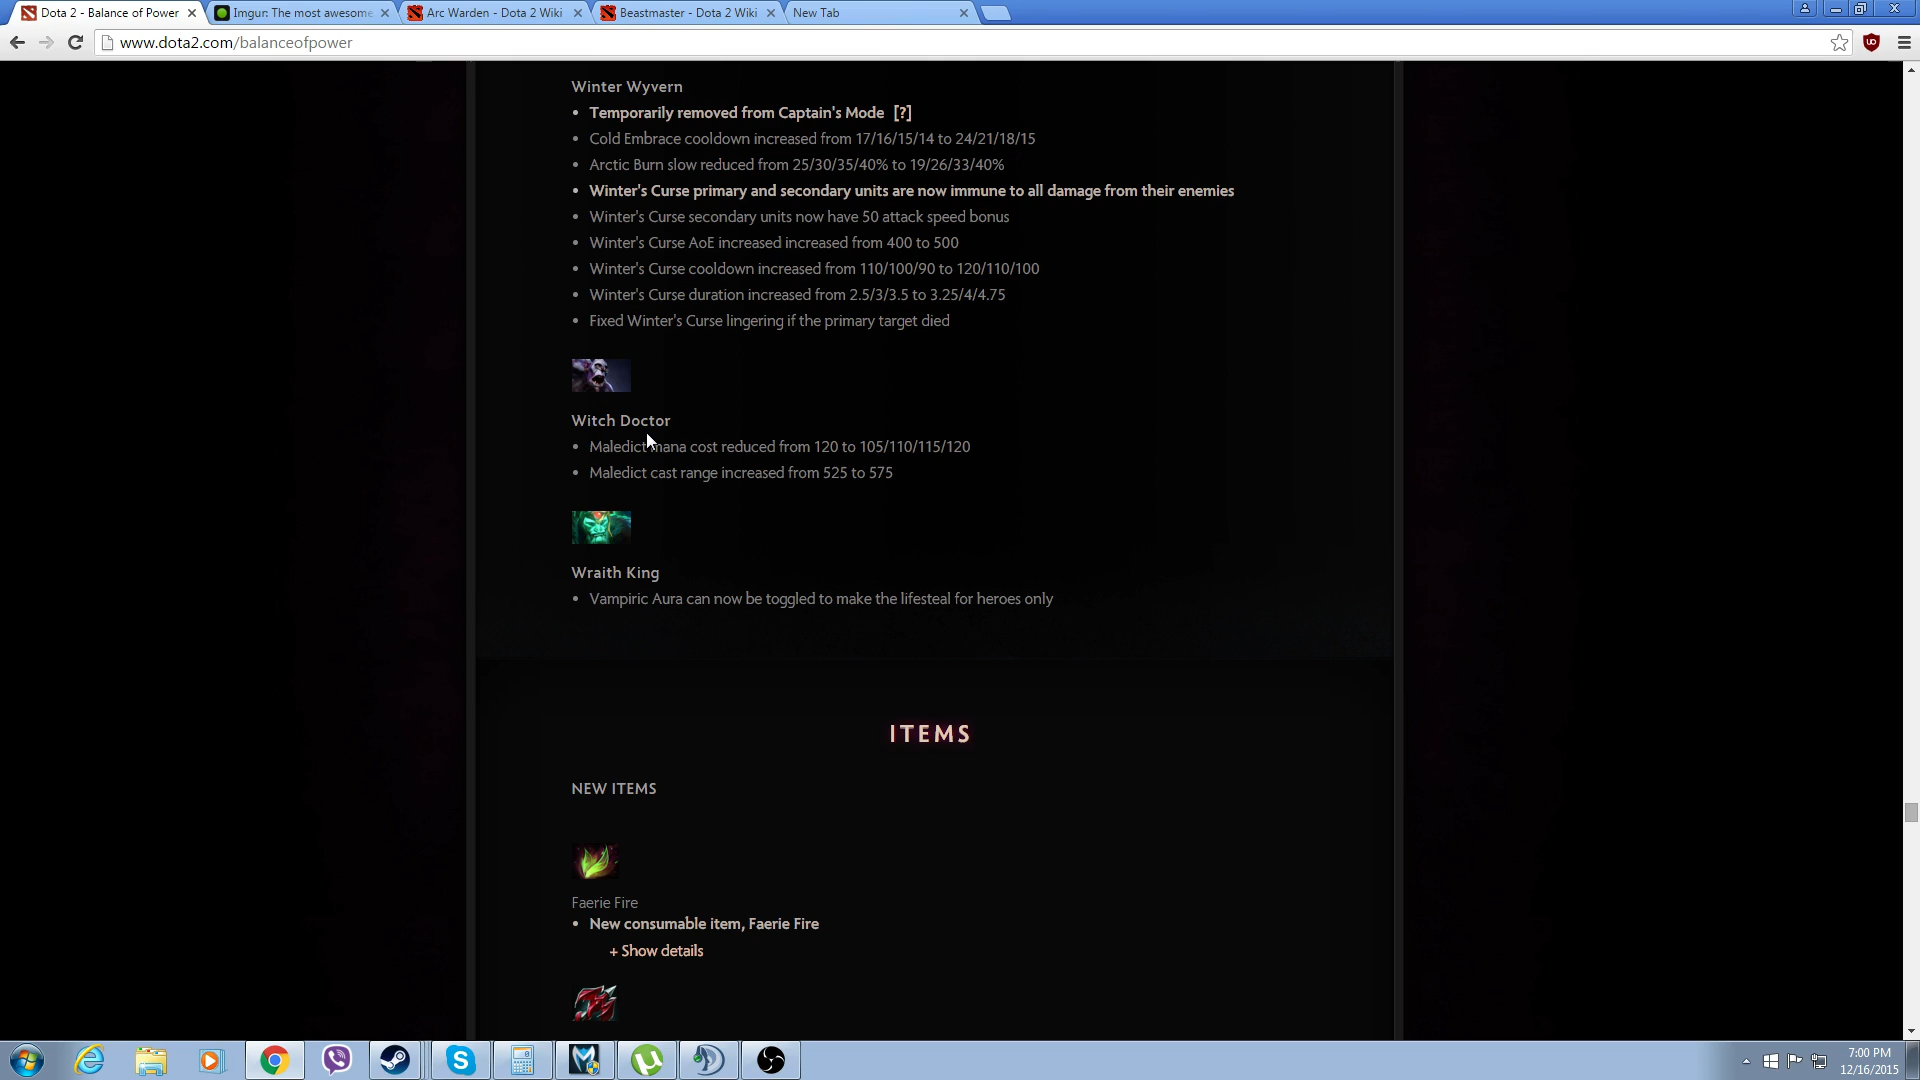 Dota 2 - Balance of Power
Imgur: The most awesome
Arc Warden - Dota 2 Wiki
Beastmaster - Dota 2 Wiki
New Tab
www.dota2.com/balanceofpower
Winter Wyvern
• Temporarily removed from Captain's Mode [?]
• Cold Embrace cooldown increased from 17/16/15/14 to 24/21/18/15
• Arctic Burn slow reduced from 25/30/35/40% to 19/26/33/40%
• Winter's Curse primary and secondary units are now immune to all damage from their enemies
• Winter's Curse secondary units now have 50 attack speed bonus
• Winter's Curse AoE increased increased from 400 to 500
• Winter's Curse cooldown increased from 110/100/90 to 120/110/100
• Winter's Curse duration increased from 2.5/3/3.5 to 3.25/4/4.75
• Fixed Winter's Curse lingering if the primary target died
Witch Doctor
• Maledict mana cost reduced from 120 to 105/110/115/120
• Maledict cast range increased from 525 to 575
Wraith King
• Vampiric Aura can now be toggled to make the lifesteal for heroes only
ITEMS
NEW ITEMS
Faerie Fire
• New consumable item, Faerie Fire
+ Show details
7:00 PM
12/16/2015